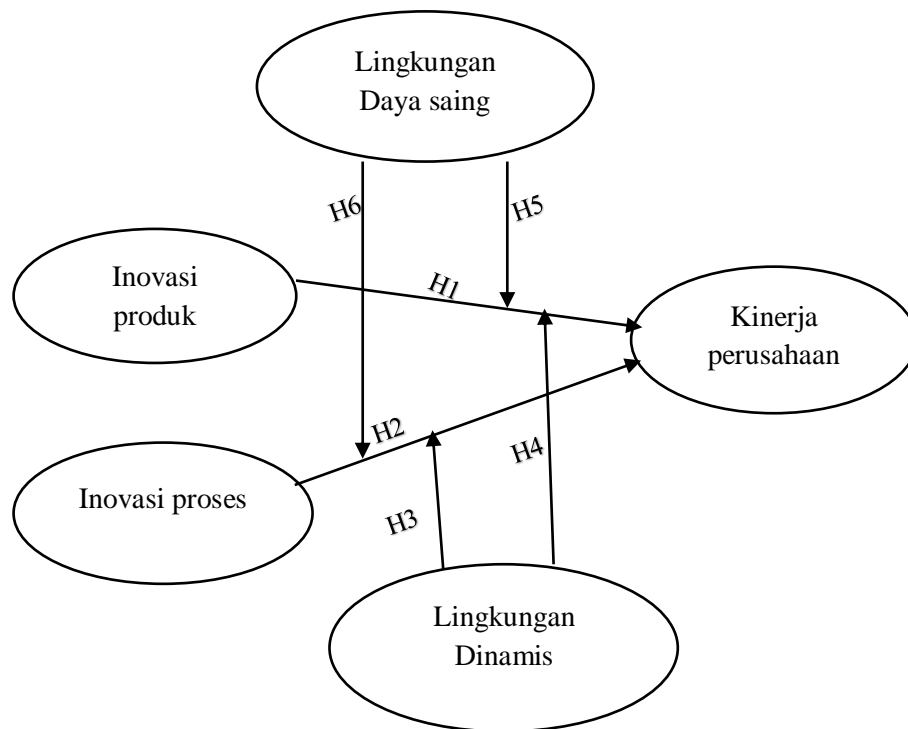 Lingkungan
Daya saing
H6
H5
Inovasi
produk
H1
Kinerja
perusahaan
H2
H4
Inovasi proses
H3
Lingkungan
Dinamis